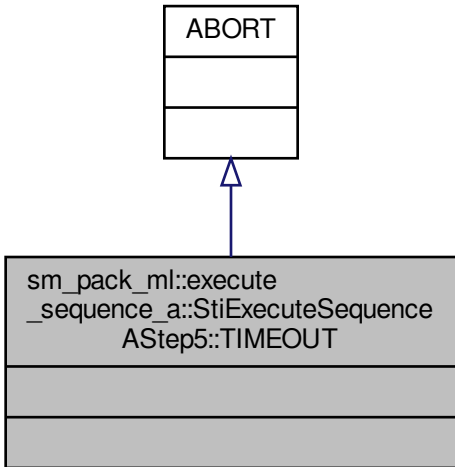 ABORT
sm_pack_ml::execute
_sequence_a::StiExecuteSequence
AStep5::TIMEOUT